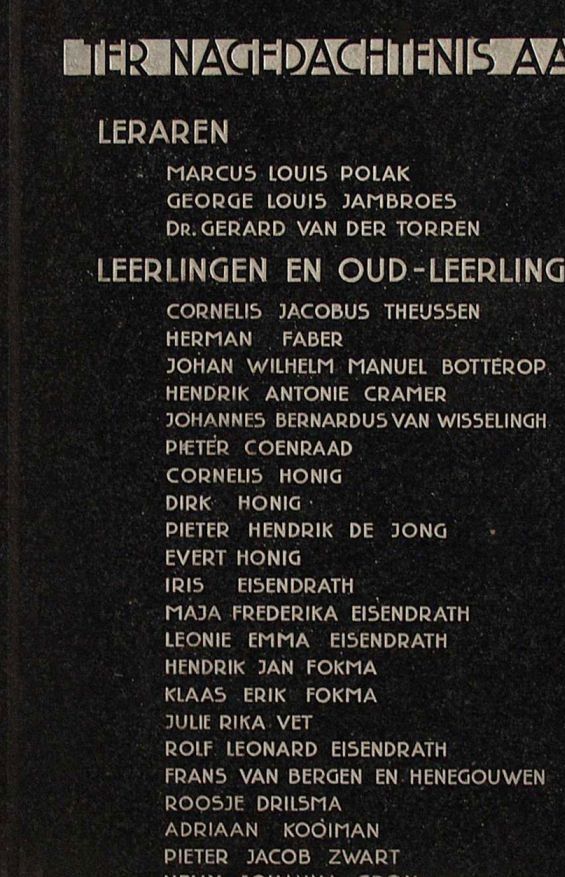 TER NAGEDACHTENIS AA
LERAREN
MARCUS LOUIS POLAK
GEORGE LOUIS JAMBROES
DR. GERARD VAN DER TORREN
LEERLINGEN EN OUD-LEERLING
CORNELIS JACOBUS THEUSSEN
HERMAN FABER
JOHAN WILHELM MANUEL BOTTEROP
HENDRIK ANTONIE CRAMER
JOHANNES BERNARDUS VAN WISSELINGH
PIETER COENRAAD
CORNELIS HONIG
DIRK HONIG
PIETER HENDRIK DE JONG
EVERT HONIG
IRIS EISENDRATH
MAJA FREDERIKA EISENDRATH
LEONIE EMMA EISENDRATH
HENDRIK JAN FOKMA
KLAAS ERIK FOKMA
JULIE RIKA VET
ROLF LEONARD EISENDRATH
FRANS VAN BERGEN EN HENEGOUWEN
ROOSJE DRILSMA
ADRIAAN KOOIMAN
PIETER JACOB ZWART